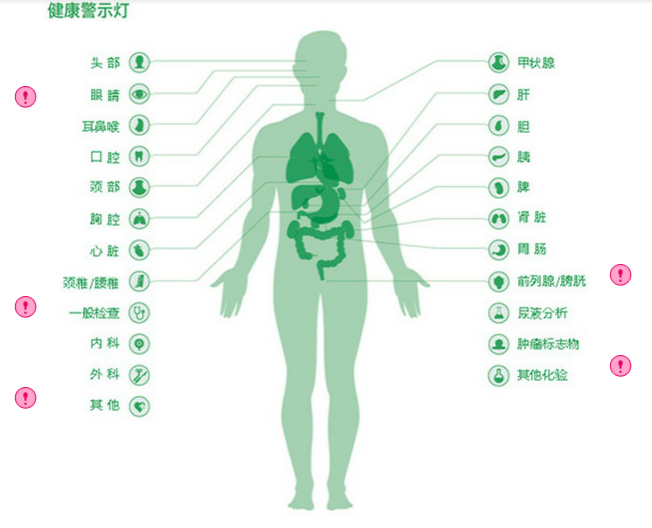 健康警示灯
头部
眼睛
耳鼻喉
口腔
颈部
胸腔
心脏
颈椎/腰椎
一般检查
内科
外科
其他
甲状腺
肝
胆
胰
脾
肾脏
胃肠
前列腺/膀胱
尿液分析
肿瘤标志物
其他化验